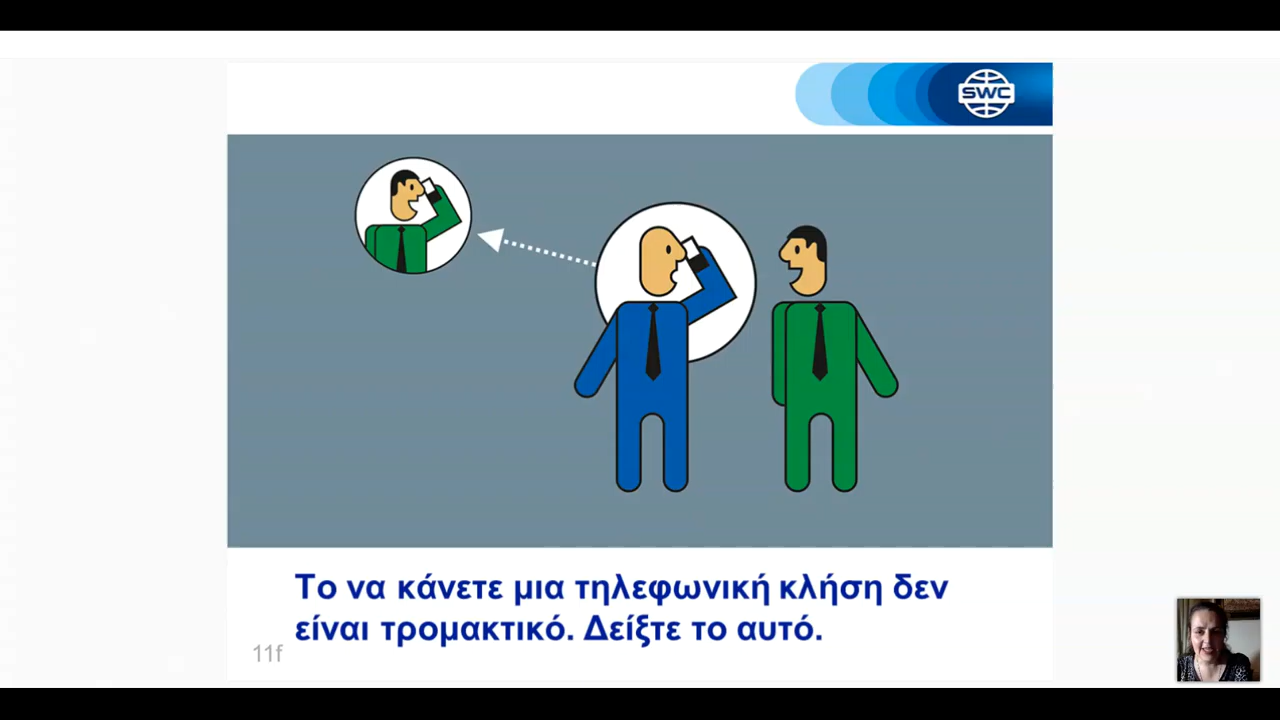 SWC
Το να κάνετε μια τηλεφωνική κλήση δεν
είναι τρομακτικό. Δείξτε το αυτό.
11f